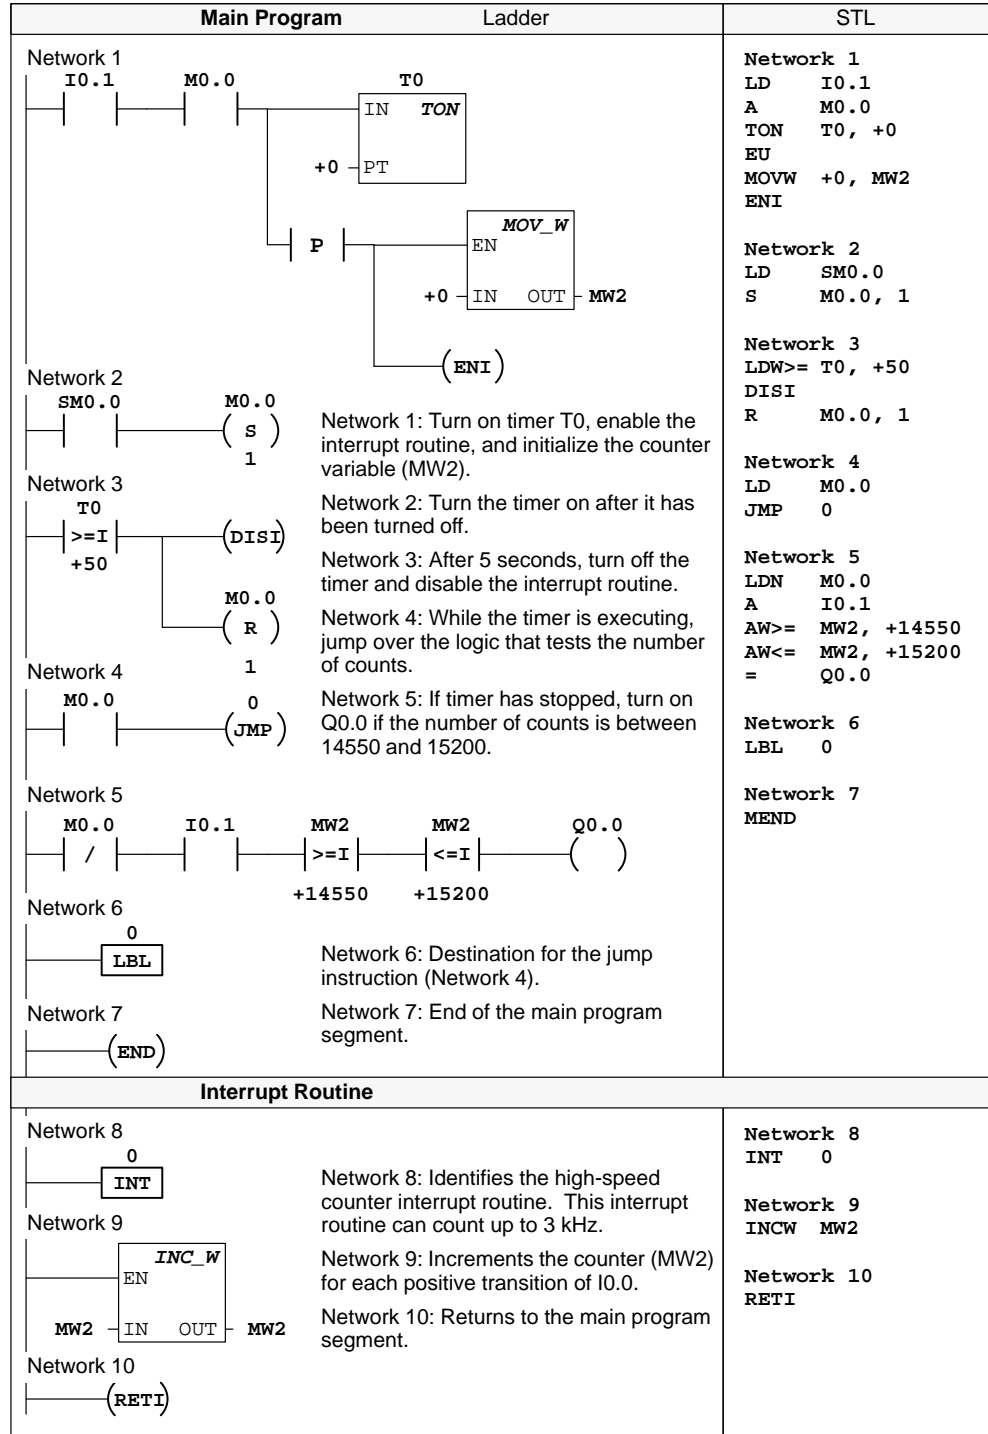 Main Program Ladder STL
Network 1
I0.1 M0.0 T0
IN TON
+0 PT
P
MOV_W
EN
+0 IN OUT MW2
ENI
Network 2
SM0.0 M0.0
S
1
Network 3
T0
>=I DISI
+50
M0.0
R
1
Network 4
M0.0 0
JMP
Network 1: Turn on timer T0, enable the
interrupt routine, and initialize the counter
variable (MW2).
Network 2: Turn the timer on after it has
been turned off.
Network 3: After 5 seconds, turn off the
timer and disable the interrupt routine.
Network 4: While the timer is executing,
jump over the logic that tests the number
of counts.
Network 5: If timer has stopped, turn on
Q0.0 if the number of counts is between
14550 and 15200.
Network 5
M0.0 I0.1 MW2 MW2 Q0.0
/ >=I <=I
+14550 +15200
Network 6
0
LBL
Network 6: Destination for the jump
instruction (Network 4).
Network 7
END
Network 7: End of the main program
segment.
Network 1
LD I0.1
A M0.0
TON T0, +0
EU
MOVW +0, MW2
ENI
Network 2
LD SM0.0
S M0.0, 1
Network 3
LDW>= T0, +50
DISI
R M0.0, 1
Network 4
LD M0.0
JMP 0
Network 5
LDN M0.0
A I0.1
AW>= MW2, +14550
AW<= MW2, +15200
= Q0.0
Network 6
LBL 0
Network 7
MEND
Interrupt Routine
Network 8
0
INT
Network 9
INC_W
EN
MW2 IN OUT MW2
Network 10
RETI
Network 8: Identifies the high-speed
counter interrupt routine. This interrupt
routine can count up to 3 kHz.
Network 9: Increments the counter (MW2)
for each positive transition of I0.0.
Network 10: Returns to the main program
segment.
Network 8
INT 0
Network 9
INCW MW2
Network 10
RETI